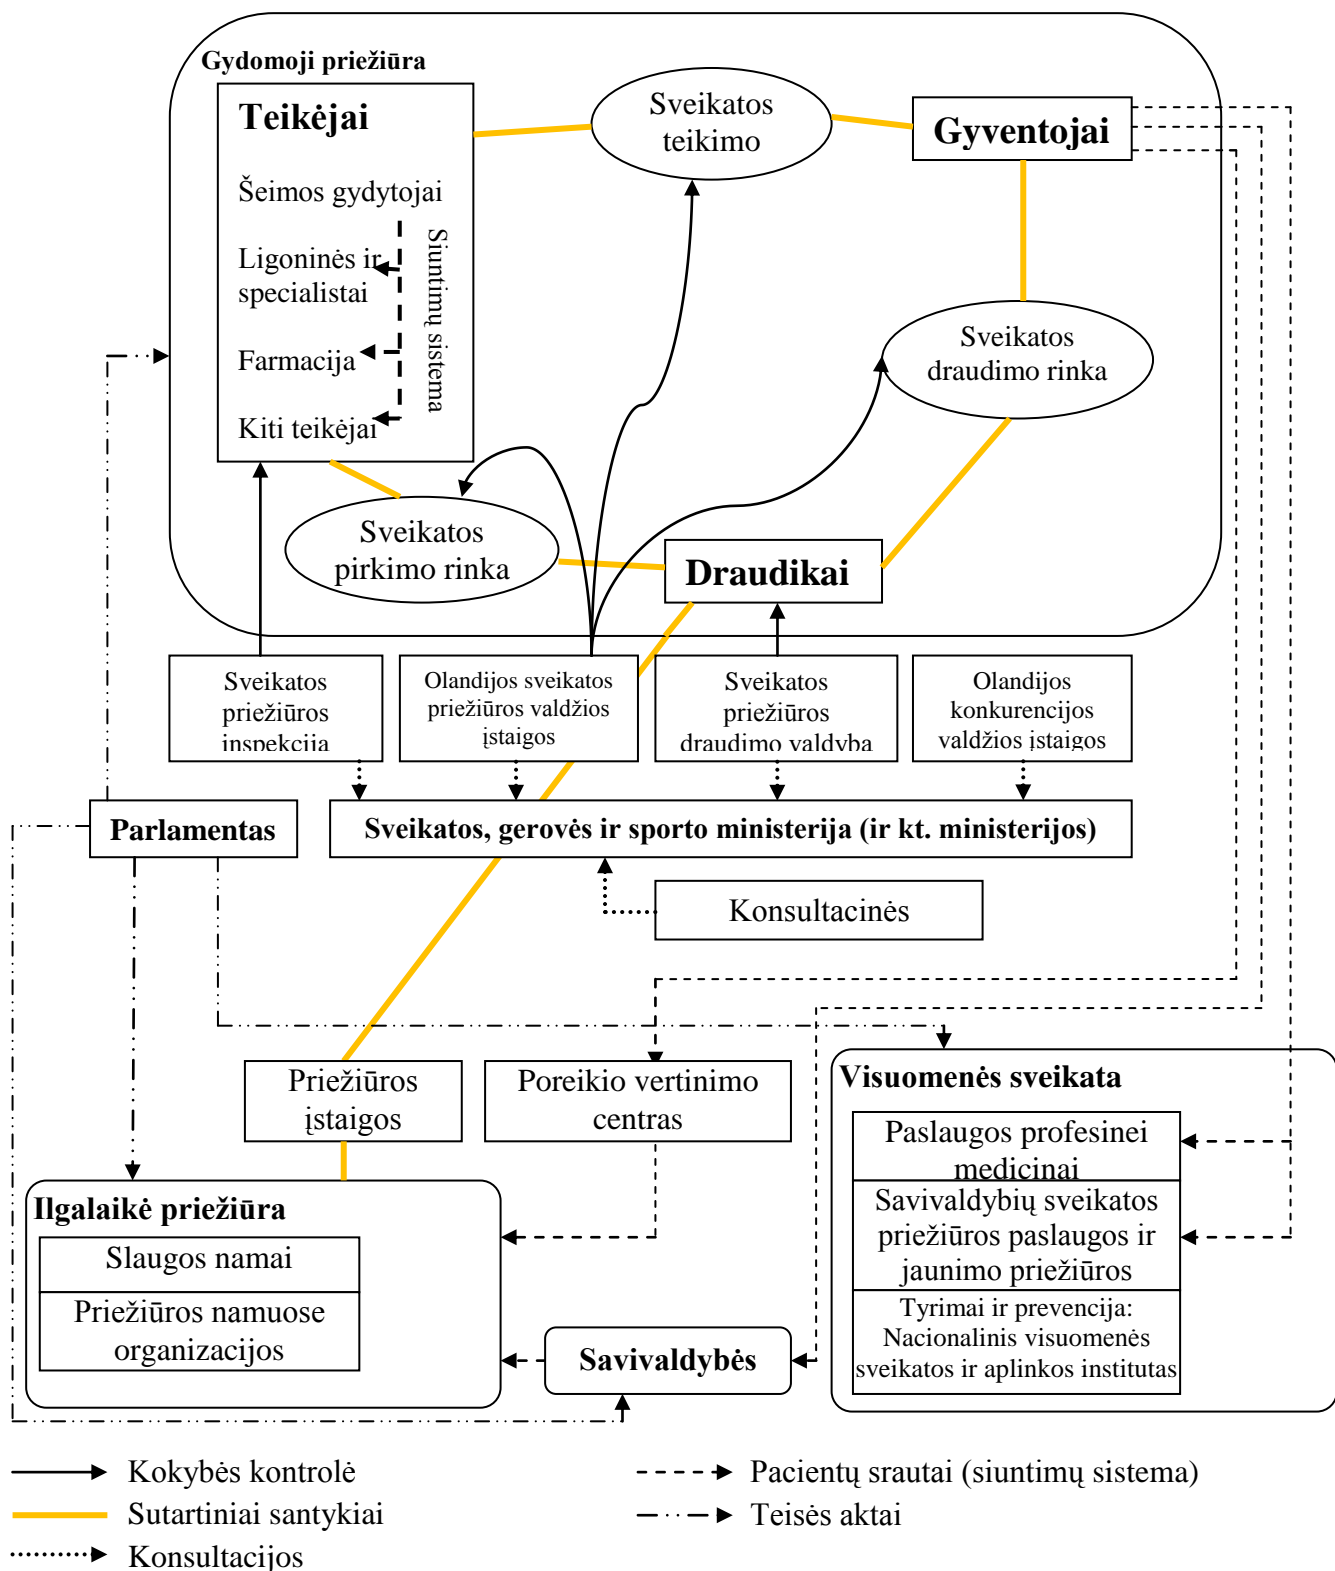 Gydomoji priežiūra
Teikėjai
Šeimos gydytojai
Ligoninės ir
specialistai
Farmacija
Kiti teikėjai
Siuntimų sistema
Sveikatos
teikimo
Gyventojai
Sveikatos
draudimo rinka
Sveikatos
pirkimo rinka
Draudikai
Sveikatos
priežiūros
inspekcija
Olandijos sveikatos
priežiūros valdžios
įstaigos
Sveikatos
priežiūros
draudimo valdyba
Olandijos
konkurencijos
valdžios įstaigos
Parlamentas
Sveikatos, gerovės ir sporto ministerija (ir kt. ministerijos)
Konsultacinės
Priežiūros
įstaigos
Poreikio vertinimo
centras
Visuomenės sveikata
Paslaugos profesinei
medicinai
Savivaldybių sveikatos
priežiūros paslaugos ir
jaunimo priežiūros
Tyrimai ir prevencija:
Nacionalinis visuomenės
sveikatos ir aplinkos institutas
Ilgalaikė priežiūra
Slaugos namai
Priežiūros namuose
organizacijos
Savivaldybės
Kokybės kontrolė
Sutartiniai santykiai
Konsultacijos
Pacientų srautai (siuntimų sistema)
Teisės aktai